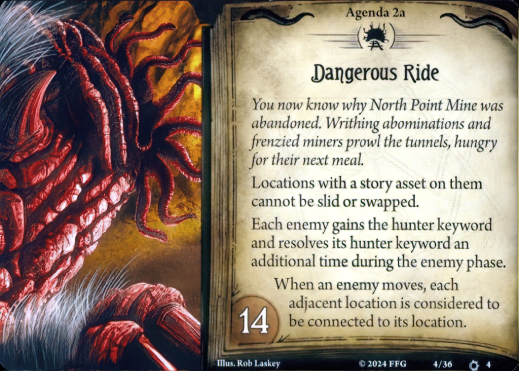 Agenda 2a
Dangerous Ride
You now know why North Point Mine was
abandoned. Writhing abominations and
frenzied miners prowl the tunnels, hungry
for their next meal.
Locations with a story asset on them
cannot be slid or swapped.
Each enemy gains the hunter keyword
and resolves its hunter keyword an
additional time during the enemy phase.
When an enemy moves, each
adjacent location is considered to
be connected to its location.
14
Illus. Rob Laskey © 2024 FFG 4/36 4